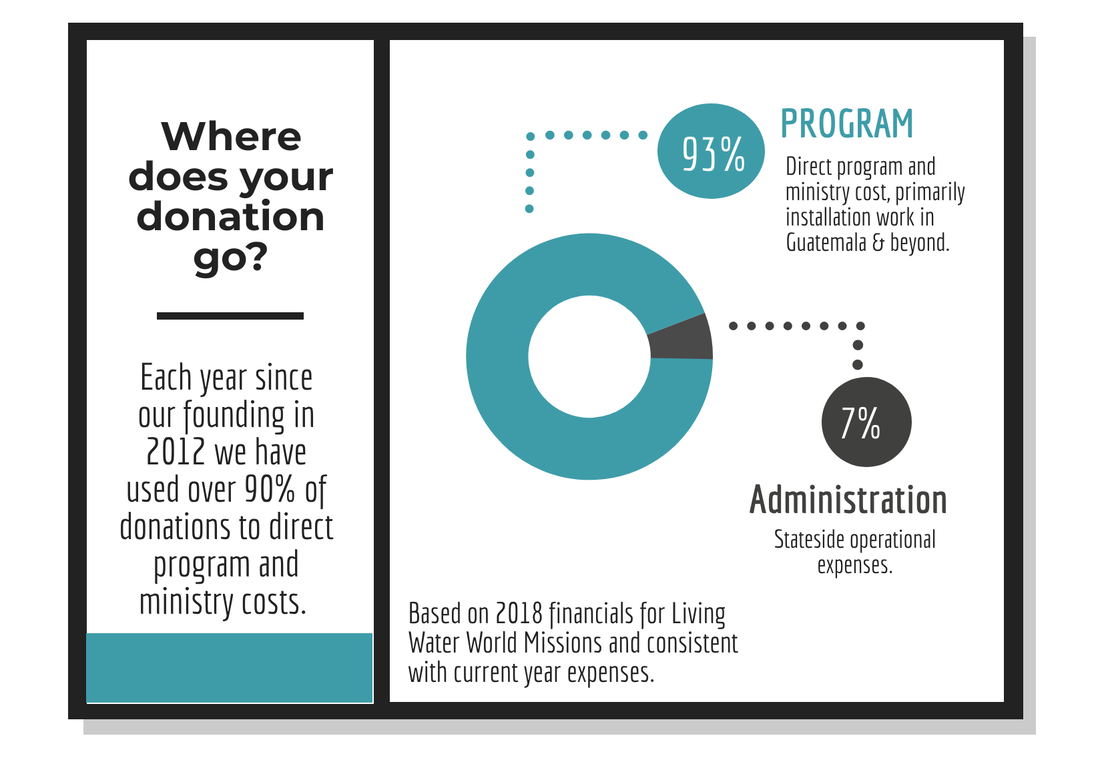 Where
does your
donation
go?
Each year since
our founding in
2012 we have
used over 90% of
donations to direct
program and
ministry costs.
93%
PROGRAM
Direct program and
ministry cost, primarily
installation work in
Guatemala & beyond.
7%
Administration
Stateside operational
expenses.
Based on 2018 financials for Living
Water World Missions and consistent
with current year expenses.